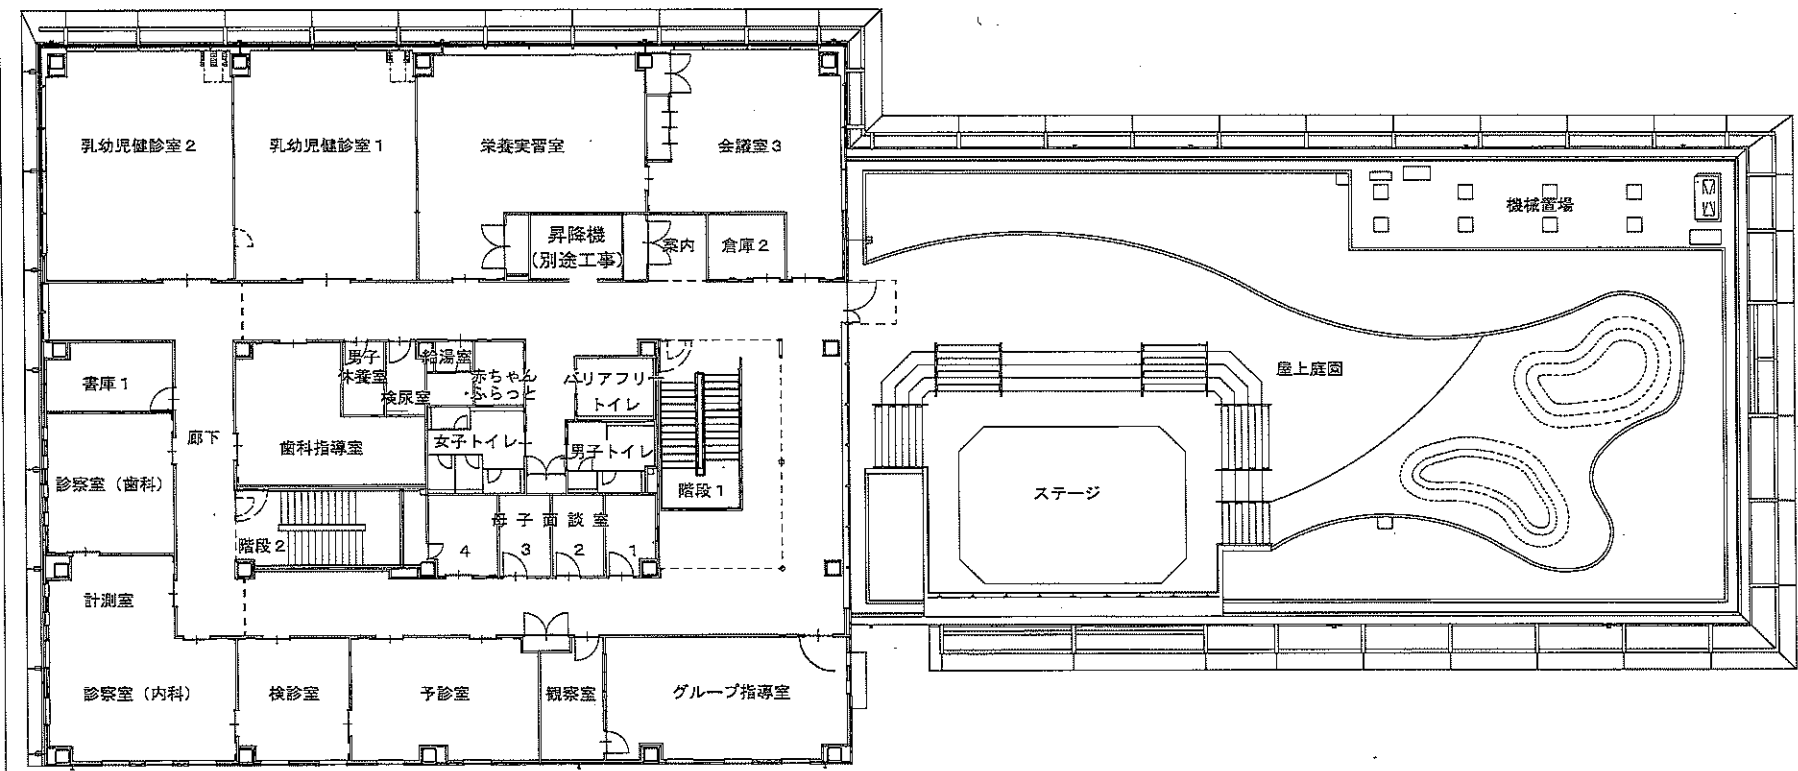 乳幼児健診室2
乳幼児健診室1
栄養実習室
会議室3
機械置場
昇降機
(別途工事)
案内
倉庫2
屋上庭園
書庫1
廊下
男子
休養室
検尿室
給湯室
赤ちゃん
・ふらっと
バリアフリー
トイレ
女子トイレ
男子トイレ
歯科指導室
診察室(歯科)
階段1
ステージ
母子面談室
階段2
4
3
2
1
計測室
診察室(内科)
検診室
予診室
観察室
グループ指導室